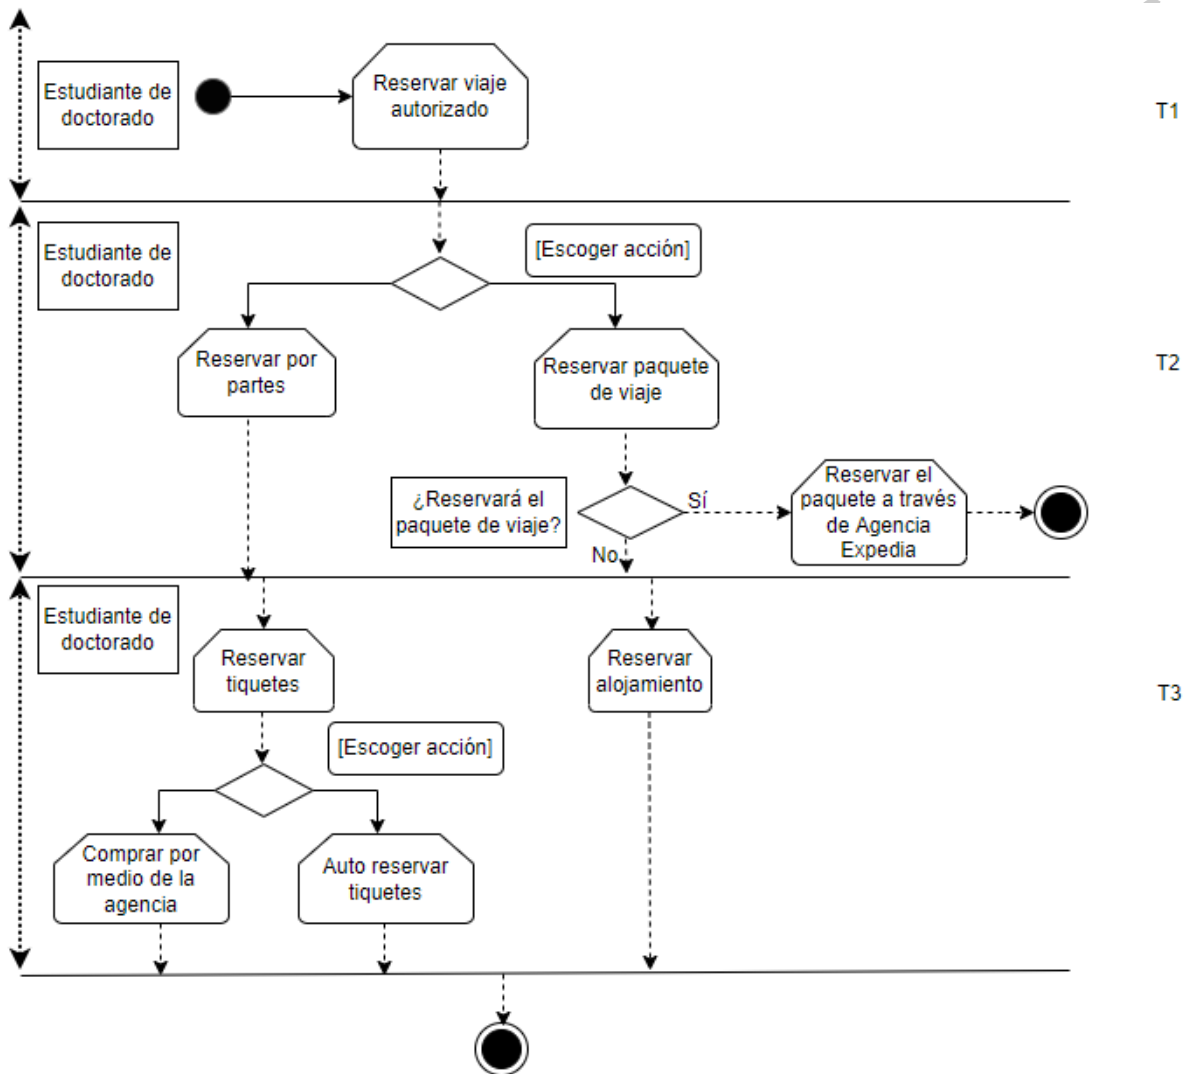 Estudiante de
doctorado
Reservar viaje
autorizado
T1
Estudiante de
doctorado
[Escoger acción]
Reservar por
partes
Reservar paquete
de viaje
T2
¿Reservará el
paquete de viaje?
Sí
No
Reservar el
paquete a través
de Agencia
Expedia
Estudiante de
doctorado
Reservar
tiquetes
Reservar
alojamiento
T3
[Escoger acción]
Comprar por
medio de la
agencia
Auto reservar
tiquetes